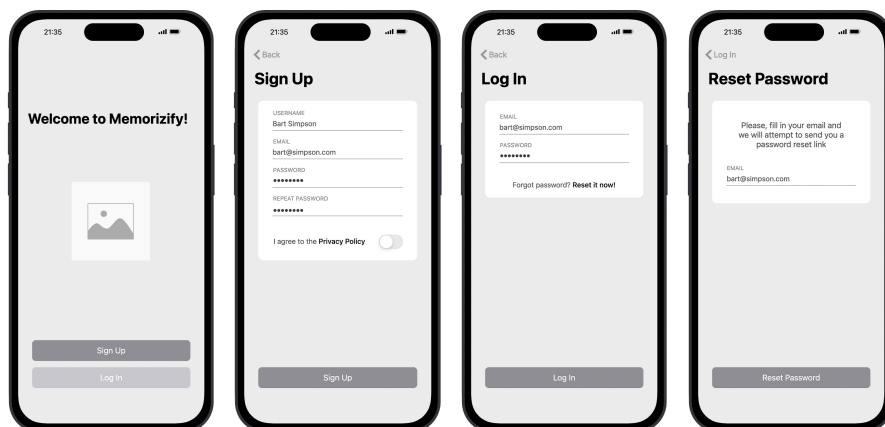 21:35
Welcome to Memorizify!
Sign Up
Log In
21:35
Back
Sign Up
USERNAME
Bart Simpson
EMAIL
bart@simpson.com
PASSWORD
REPEAT PASSWORD
I agree to the Privacy Policy
Sign Up
21:35
Back
Log In
EMAIL
bart@simpson.com
PASSWORD
Forgot password? Reset it now!
Log In
21:35
Log In
Reset Password
Please, fill in your email and
we will attempt to send you a
password reset link
EMAIL
bart@simpson.com
Reset Password